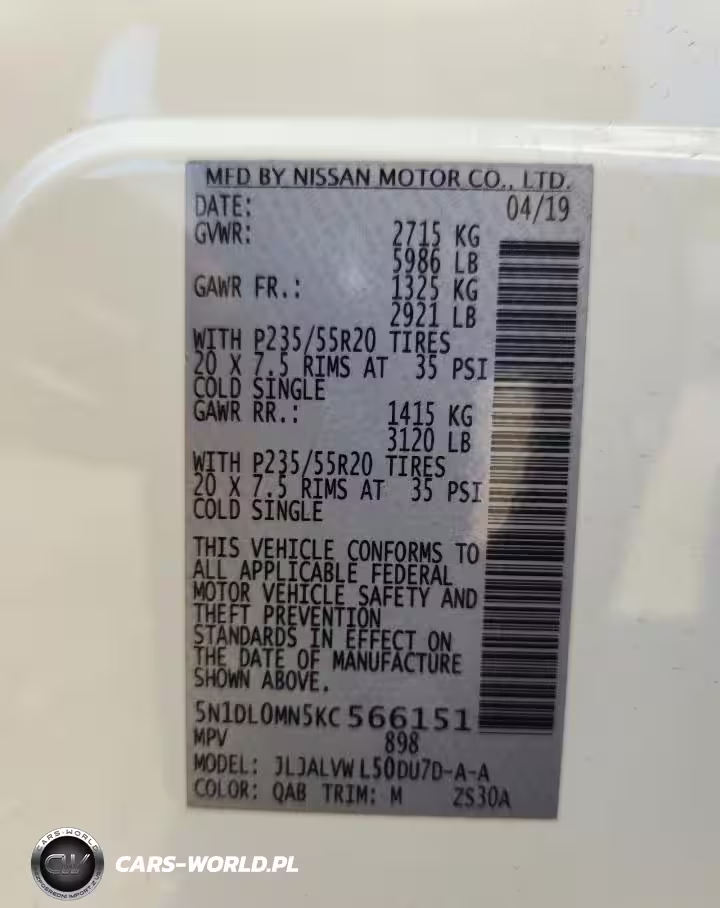 MFD BY NISSAN MOTOR CO., LTD.
DATE: 04/19
GVWR: 2715 KG
5986 LB
GAWR FR.: 1325 KG
2921 LB
WITH P235/55R20 TIRES
20 X 7.5 RIMS AT 35 PSI
COLD SINGLE
GAWR RR.: 1415 KG
3120 LB
WITH P235/55R20 TIRES
20 X 7.5 RIMS AT 35 PSI
COLD SINGLE
THIS VEHICLE CONFORMS TO
ALL APPLICABLE FEDERAL
MOTOR VEHICLE SAFETY AND
THEFT PREVENTION
STANDARDS IN EFFECT ON
THE DATE OF MANUFACTURE
SHOWN ABOVE.
5N1DL0MN5KC566151
MPV 898
MODEL: JLJALVW L50DU7D-A-A
COLOR: QAB TRIM: M ZS30A
CARS-WORLD
CW
CARS-WORLD.PL